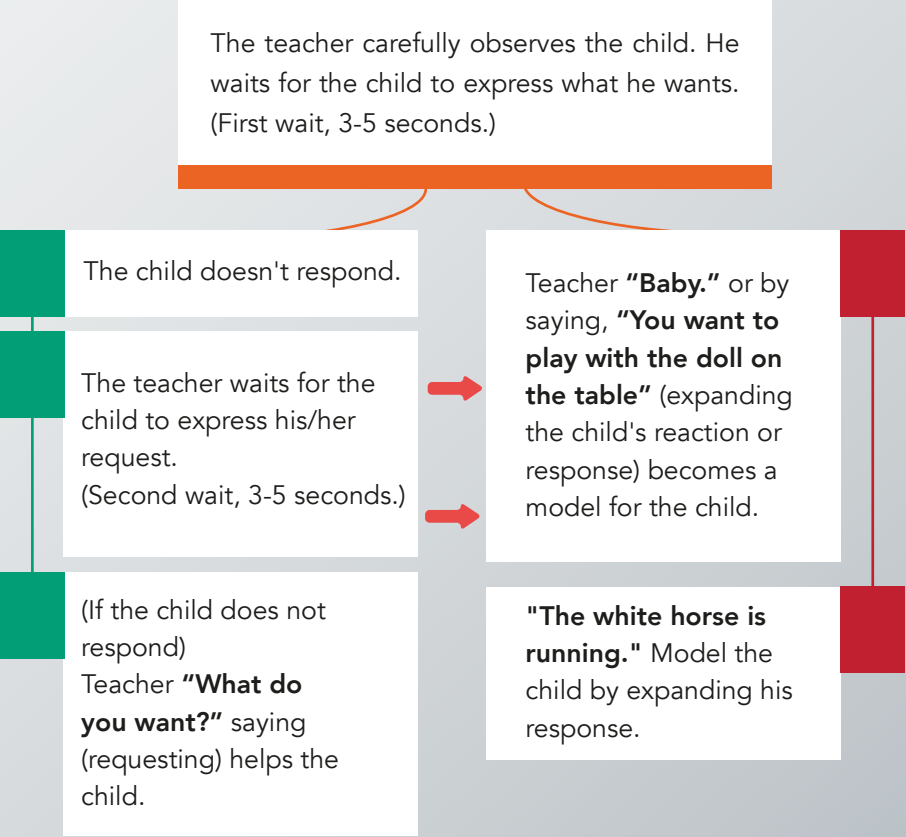 The teacher carefully observes the child. He
waits for the child to express what he wants.
(First wait, 3-5 seconds.)
The child doesn't respond.
The teacher waits for the
child to express his/her
request.
(Second wait, 3-5 seconds.)
(If the child does not
respond)
Teacher “What do
you want?” saying
(requesting) helps the
child.
Teacher “Baby.” or by
saying, “You want to
play with the doll on
the table” (expanding
the child's reaction or
response) becomes a
model for the child.
"The white horse is
running." Model the
child by expanding his
response.